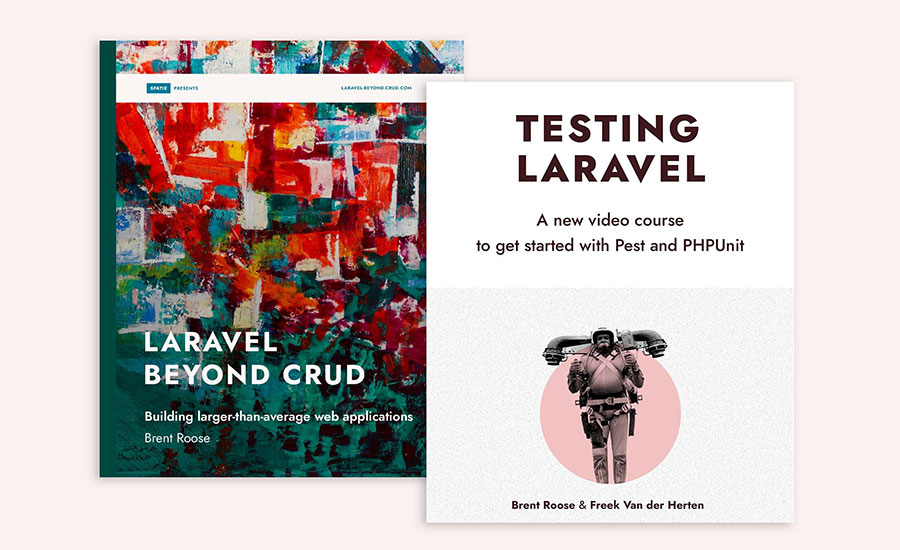 SPATIE PRESENTS
LARAVEL-BEYOND-CRUD.COM
LARAVEL
BEYOND CRUD
Building larger-than-average web applications
Brent Roose
TESTING
LARAVEL
A new video course
to get started with Pest and PHPUnit
Brent Roose & Freek Van der Herten